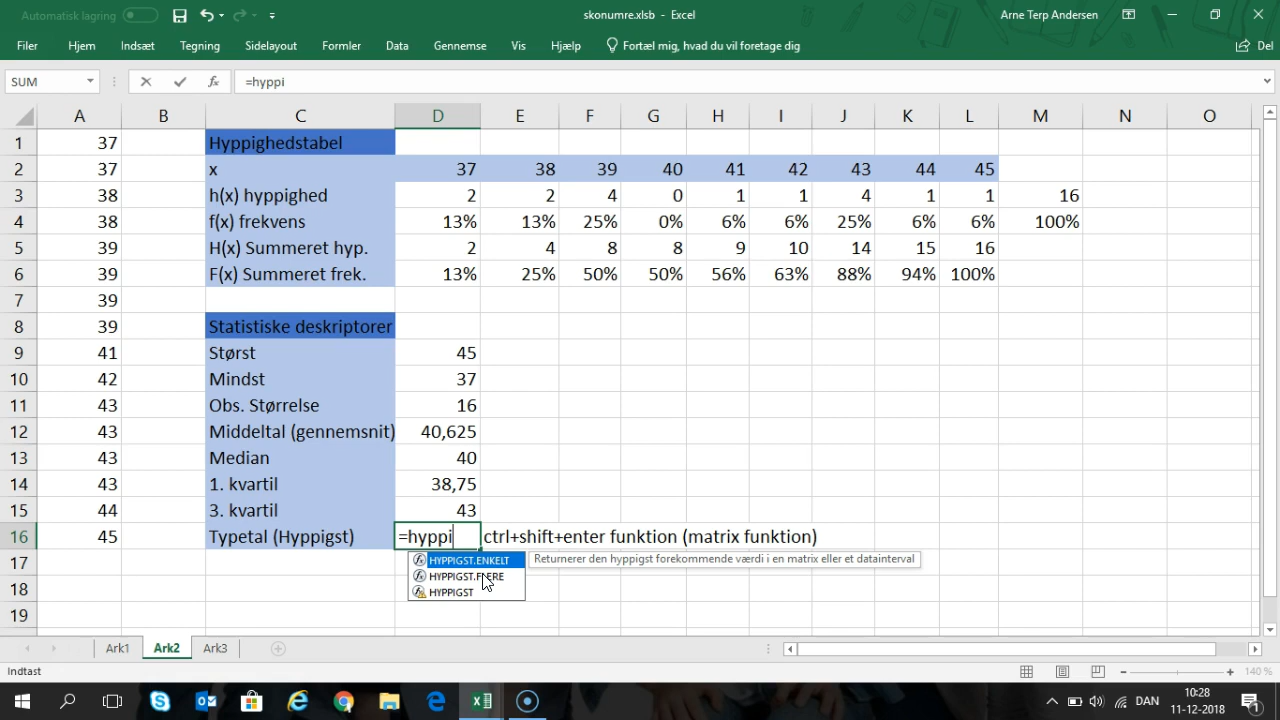 Automatisk lagring
skonumre.xlsb - Excel
Arne Terp Andersen
Filer Hjem Indsæt Tegning Sidelayout Formler Data Gennemse Vis Hjælp Fortæl mig, hvad du vil foretage dig Del
SUM fx =hyppi
A B C D E F G H I J K L M N O
1 37 Hyppighedstabel
2 37 x 37 38 39 40 41 42 43 44 45
3 38 h(x) hyppighed 2 2 4 0 1 1 4 1 1 16
4 38 f(x) frekvens 13% 13% 25% 0% 6% 6% 25% 6% 6% 100%
5 39 H(x) Summeret hyp. 2 4 8 8 9 10 14 15 16
6 39 F(x) Summeret frek. 13% 25% 50% 50% 56% 63% 88% 94% 100%
7 39
8 39 Statistiske deskriptorer
9 41 Størst 45
10 42 Mindst 37
11 43 Obs. Størrelse 16
12 43 Middeltal (gennemsnit) 40,625
13 43 Median 40
14 43 1. kvartil 38,75
15 44 3. kvartil 43
16 45 Typetal (Hyppigst) =hyppi ctrl+shift+enter funktion (matrix funktion)
17 HYPPIGST.ENKELT Returnerer den hyppigst forekommende værdi i en matrix eller et datainterval
HYPPIGST.FLERE
18 HYPPIGST
19
Ark1 Ark2 Ark3
Indtast 140 %
DAN 10:28
11-12-2018